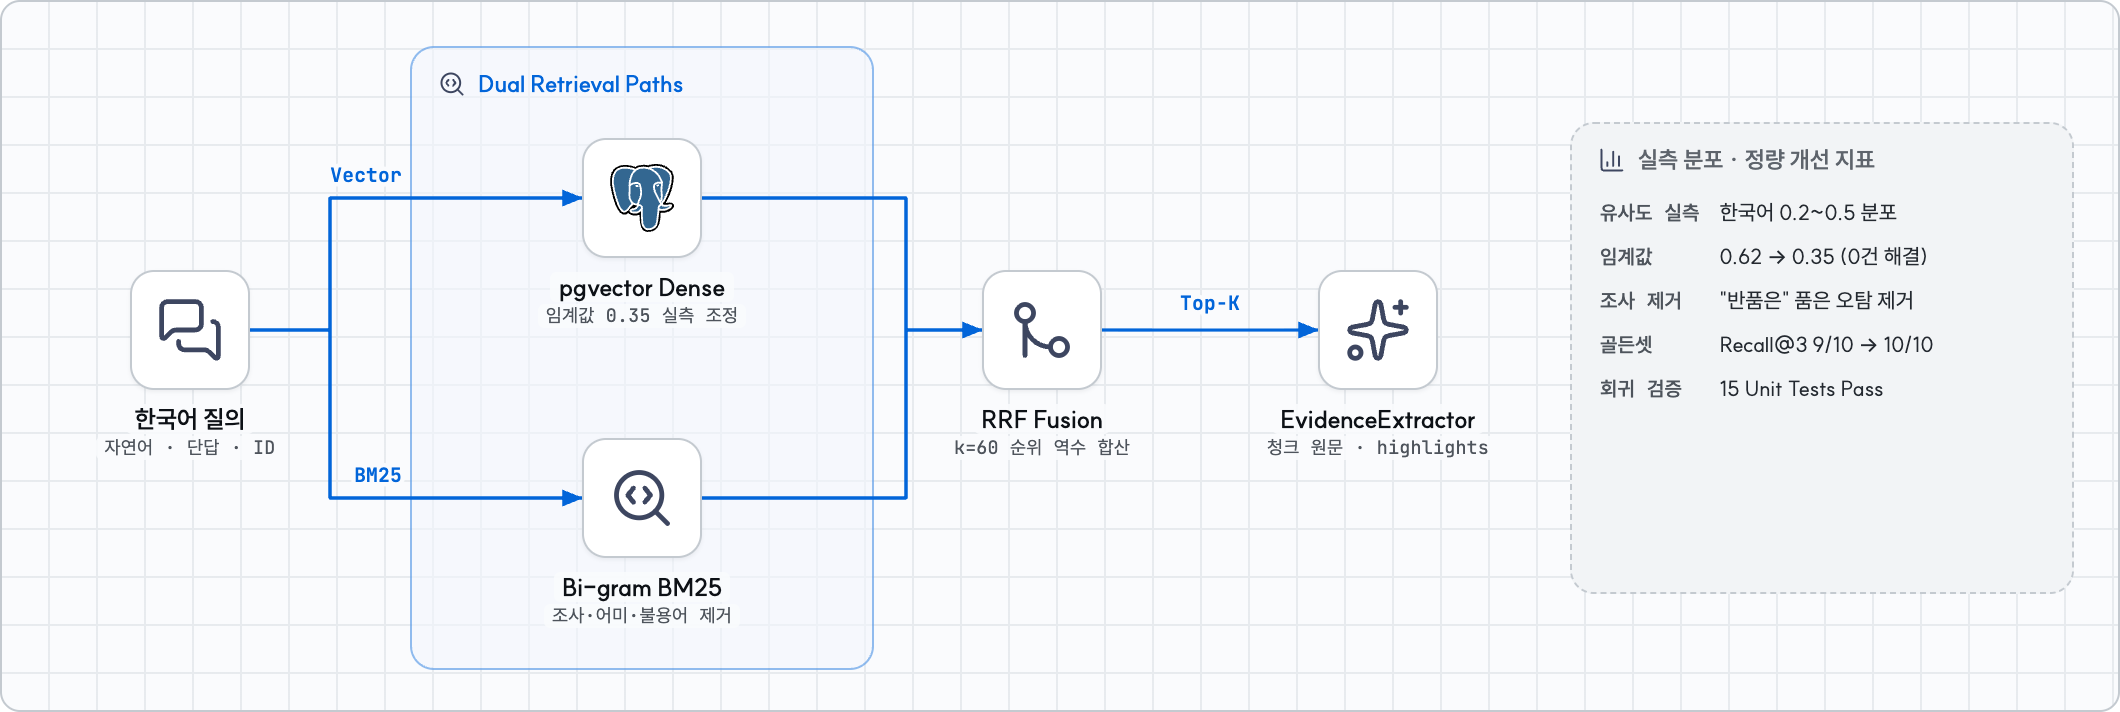 Dual Retrieval Paths
Vector
pgvector Dense
임계값 0.35 실측 조정
한국어 질의
자연어 · 단답 · ID
BM25
Bi-gram BM25
조사·어미·불용어 제거
RRF Fusion
k=60 순위 역수 합산
Top-K
EvidenceExtractor
청크 원문 · highlights
실측 분포 · 정량 개선 지표
유사도 실측 한국어 0.2~0.5 분포
임계값 0.62 → 0.35 (0건 해결)
조사 제거 "반품은" 품은 오탐 제거
골든셋 Recall@3 9/10 → 10/10
회귀 검증 15 Unit Tests Pass